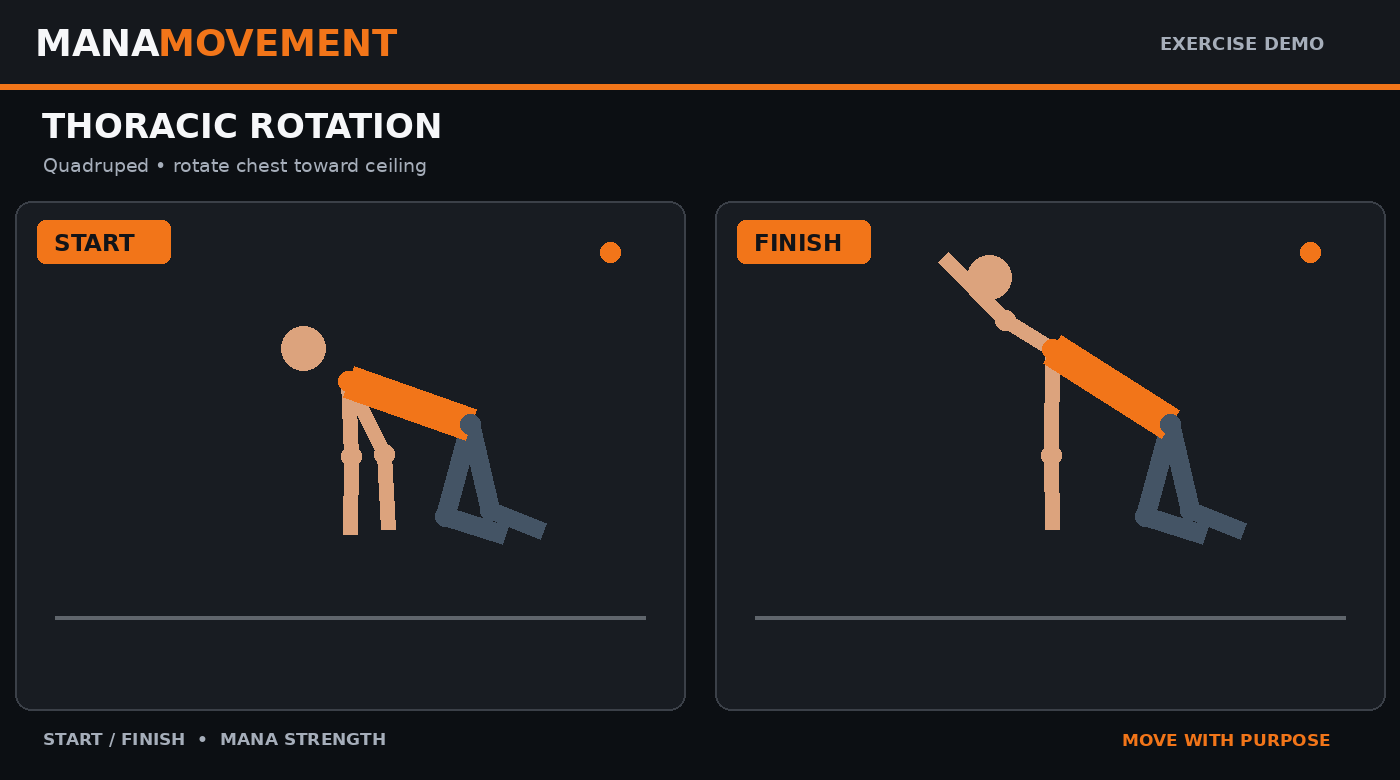 MANAMOVEMENT
EXERCISE DEMO
THORACIC ROTATION
Quadruped • rotate chest toward ceiling
START
FINISH
START / FINISH • MANA STRENGTH
MOVE WITH PURPOSE